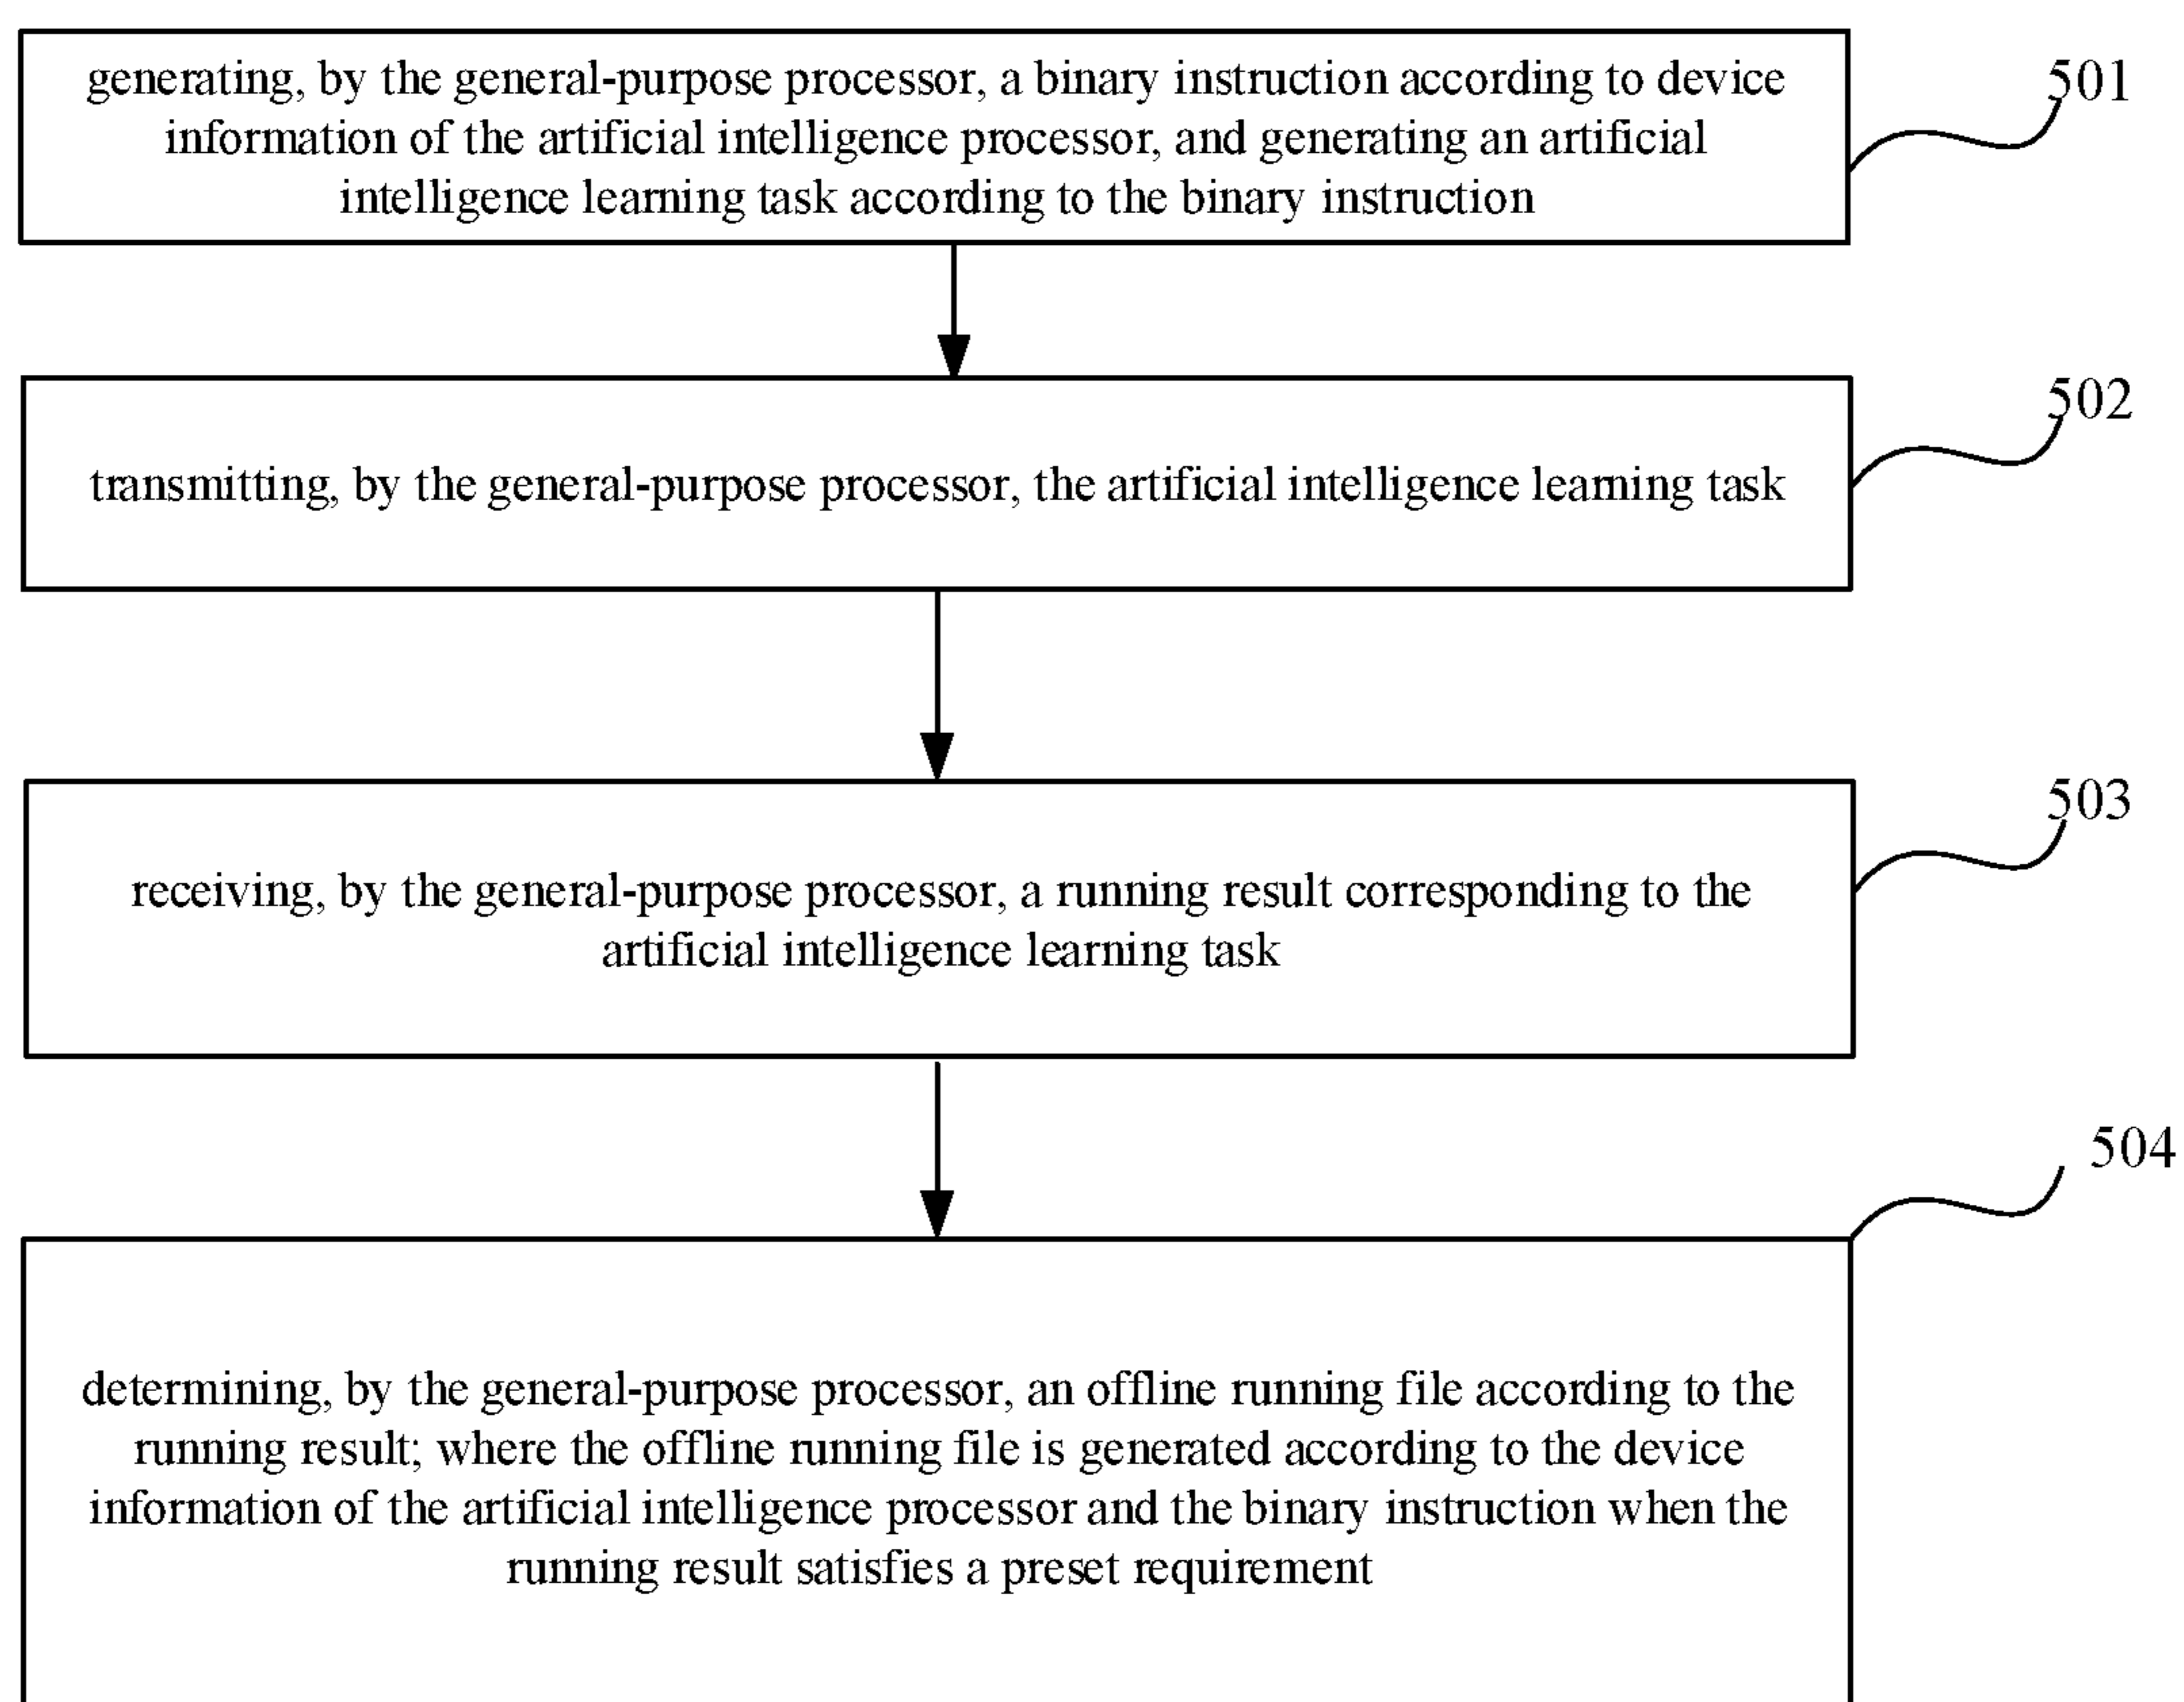 generating, by the general-purpose processor, a binary instruction according to device
information of the artificial intelligence processor, and generating an artificial
intelligence learning task according to the binary instruction
501
transmitting, by the general-purpose processor, the artificial intelligence learning task
502
receiving, by the general-purpose processor, a running result corresponding to the
artificial intelligence learning task
503
determining, by the general-purpose processor, an offline running file according to the
running result; where the offline running file is generated according to the device
information of the artificial intelligence processor and the binary instruction when the
running result satisfies a preset requirement
504